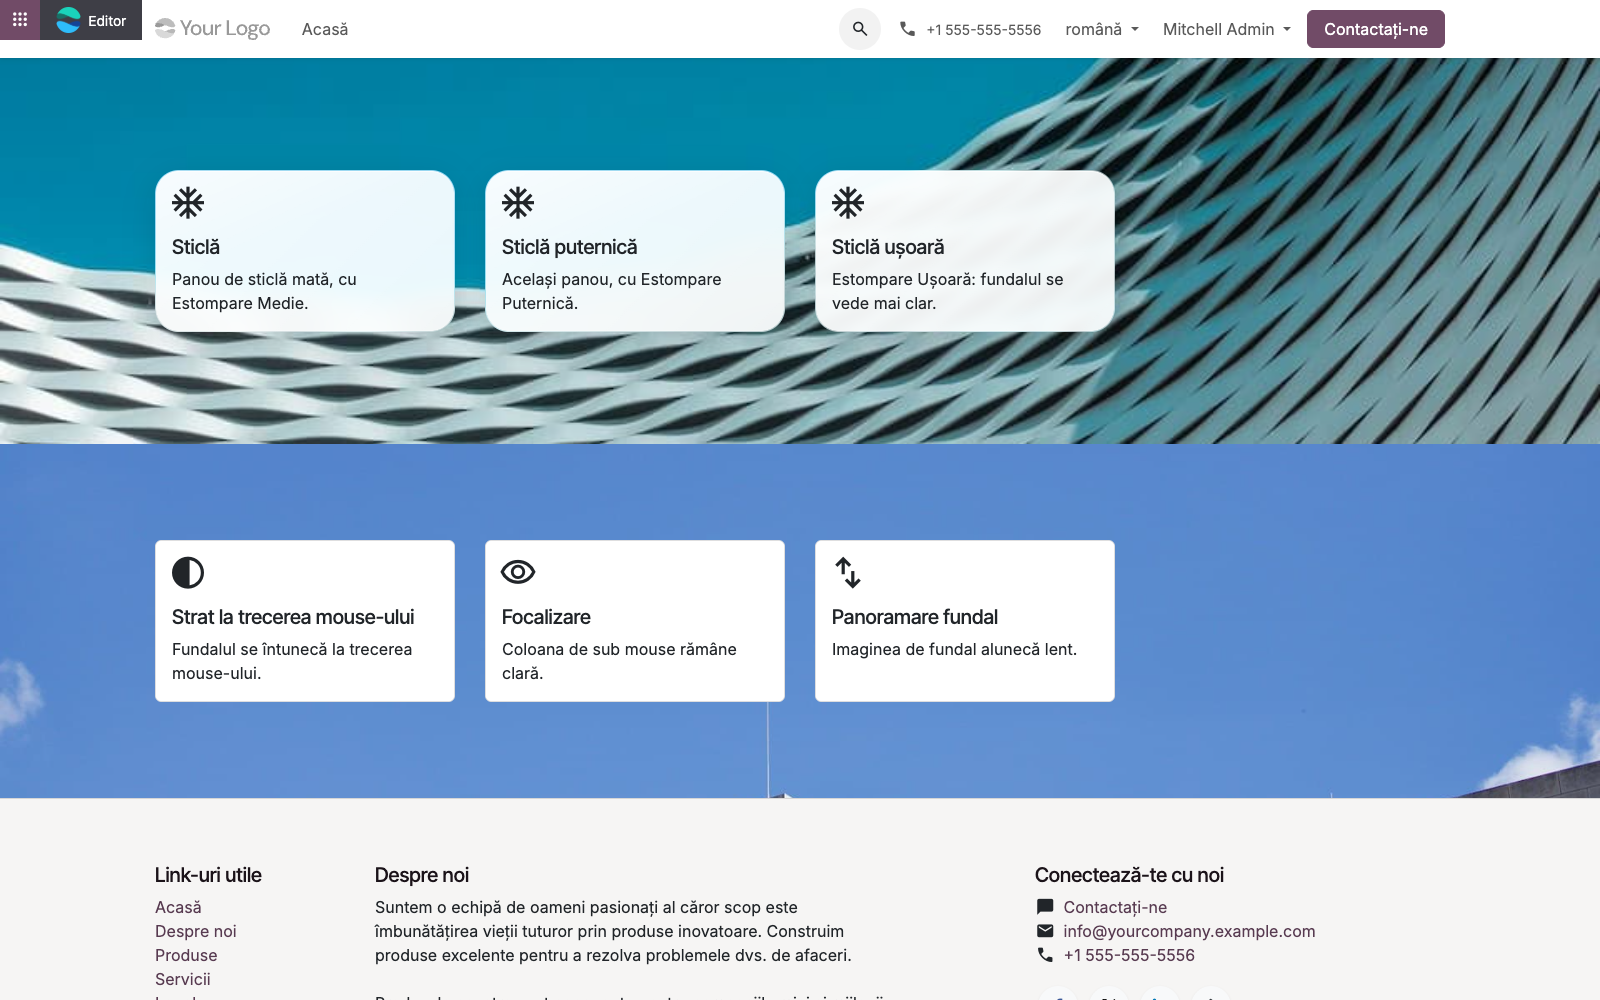 Editor
Your Logo
Acasă
+1 555-555-5556
română
Mitchell Admin
Contactați-ne
Sticlă
Panou de sticlă mată, cu
Estompare Medie.
Sticlă puternică
Același panou, cu Estompare
Puternică.
Sticlă ușoară
Estompare Ușoară: fundalul se
vede mai clar.
Strat la trecerea mouse-ului
Fundalul se întunecă la trecerea
mouse-ului.
Focalizare
Coloana de sub mouse rămâne
clară.
Panoramare fundal
Imaginea de fundal alunecă lent.
Link-uri utile
Acasă
Despre noi
Produse
Servicii
Despre noi
Suntem o echipă de oameni pasionați al căror scop este
îmbunătățirea vieții tuturor prin produse inovatoare. Construim
produse excelente pentru a rezolva problemele dvs. de afaceri.
Conectează-te cu noi
Contactați-ne
info@yourcompany.example.com
+1 555-555-5556